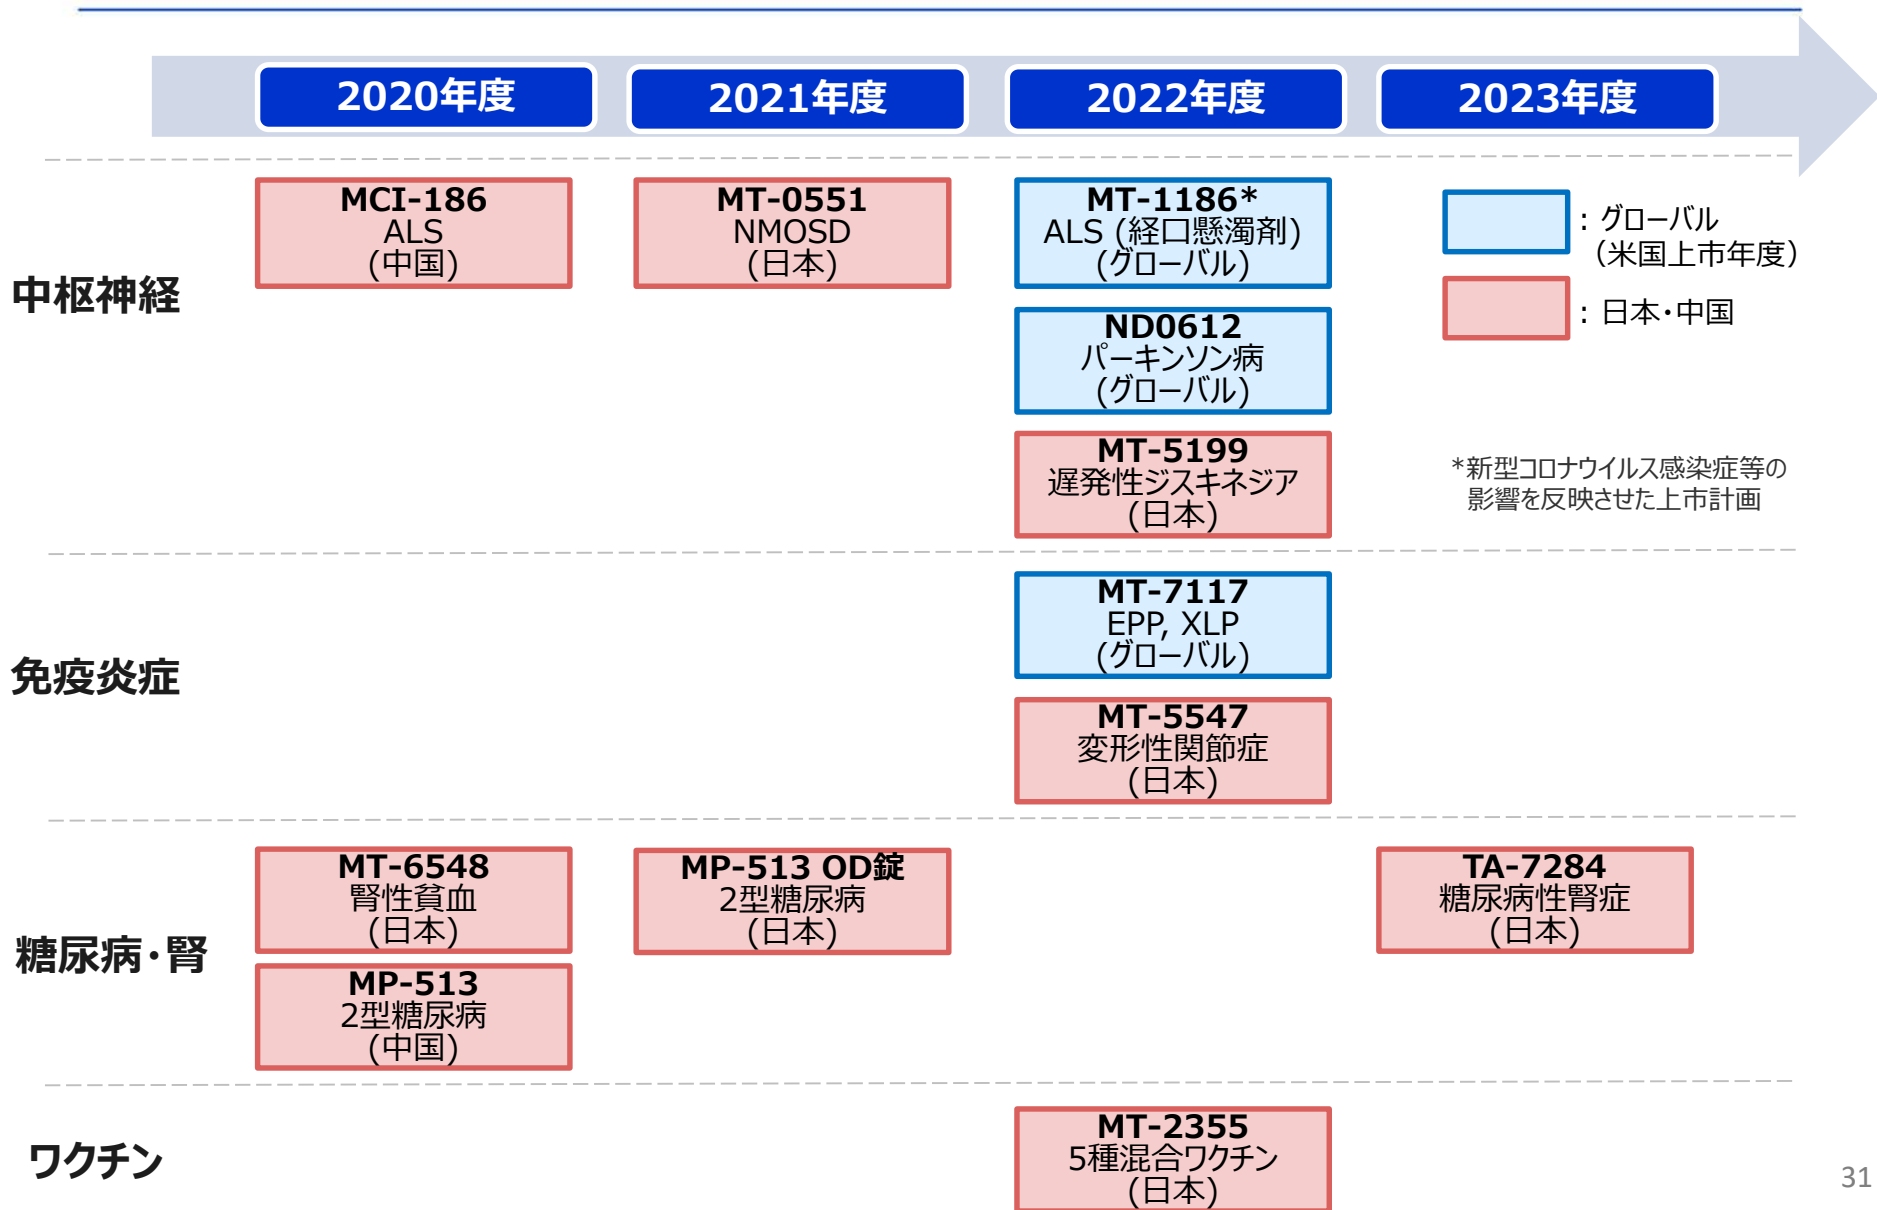 2020年度
2021年度
2022年度
2023年度
中枢神経
MCI-186
ALS
(中国)
MT-0551
NMOSD
(日本)
MT-1186*
ALS (経口懸濁剤)
(グローバル)
ND0612
パーキンソン病
(グローバル)
MT-5199
遅発性ジスキネジア
(日本)
: グローバル
(米国上市年度)
: 日本・中国
*新型コロナウイルス感染症等の
影響を反映させた上市計画
免疫炎症
MT-7117
EPP, XLP
(グローバル)
MT-5547
変形性関節症
(日本)
糖尿病・腎
MT-6548
腎性貧血
(日本)
MP-513
2型糖尿病
(中国)
MP-513 OD錠
2型糖尿病
(日本)
TA-7284
糖尿病性腎症
(日本)
ワクチン
MT-2355
5種混合ワクチン
(日本)
31